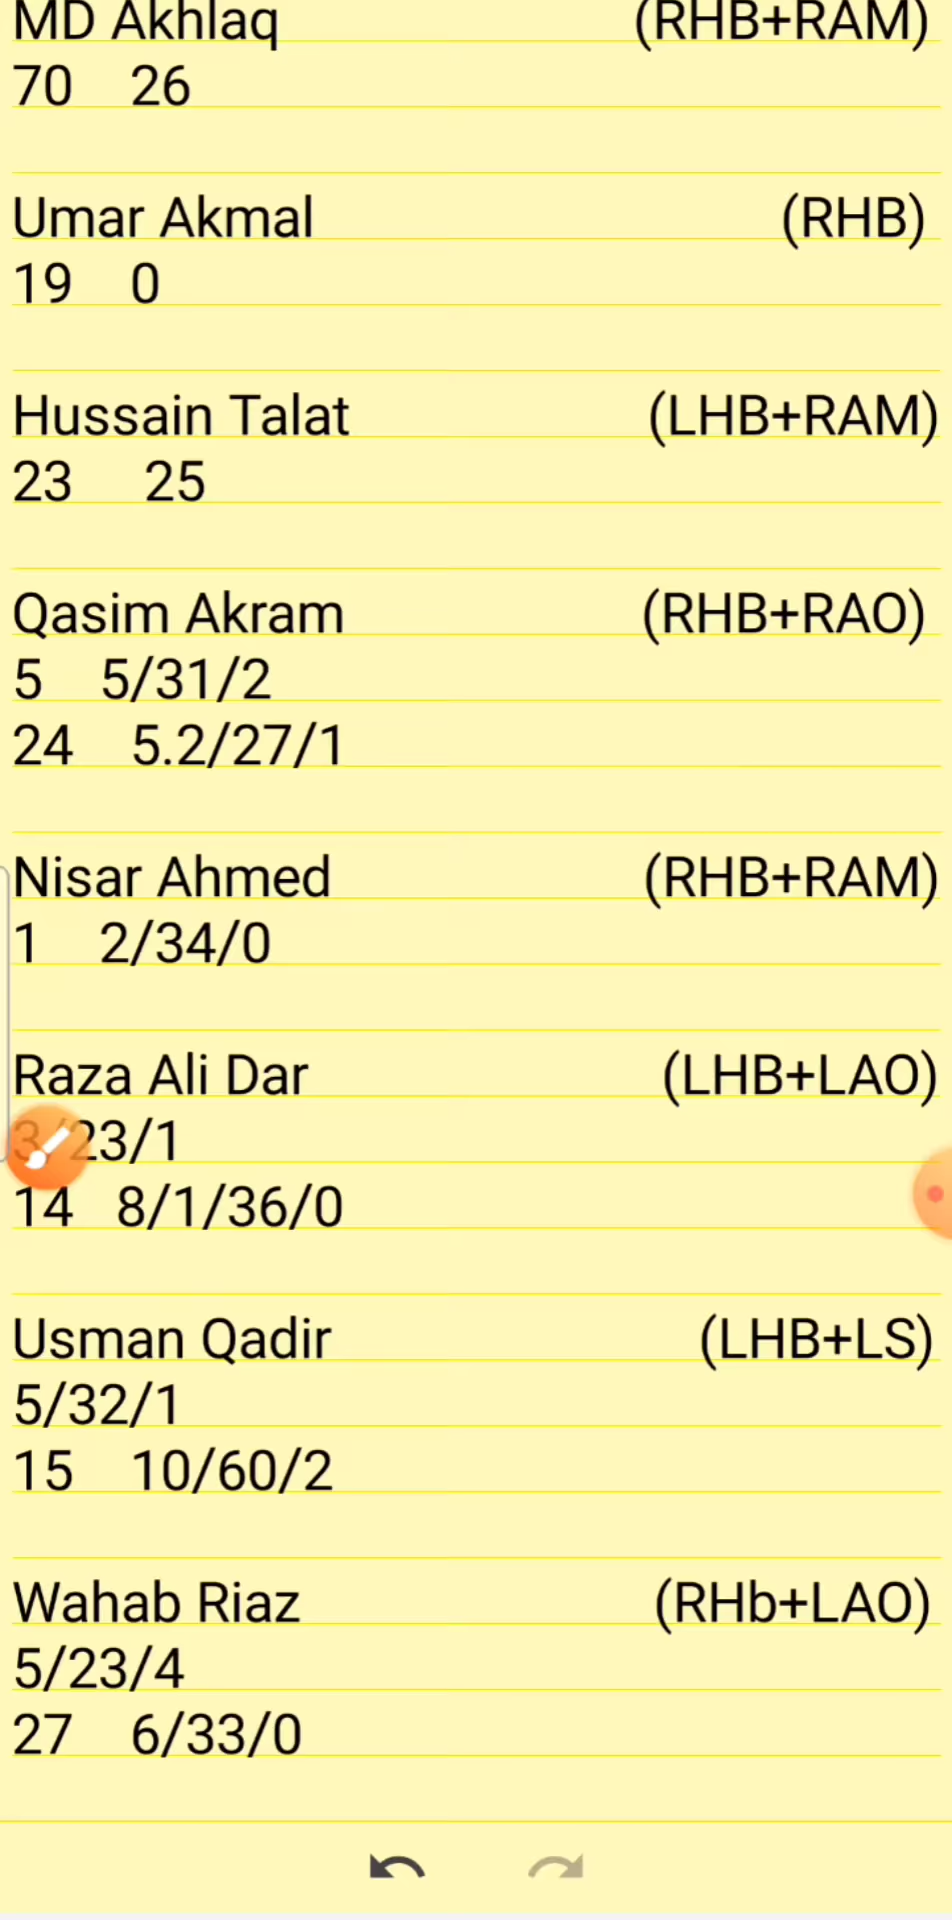 MD Akhlaq (RHB+RAM)
70 26
Umar Akmal (RHB)
19 0
Hussain Talat (LHB+RAM)
23 25
Qasim Akram (RHB+RAO)
5 5/31/2
24 5.2/27/1
Nisar Ahmed (RHB+RAM)
1 2/34/0
Raza Ali Dar (LHB+LAO)
3/23/1
14 8/1/36/0
Usman Qadir (LHB+LS)
5/32/1
15 10/60/2
Wahab Riaz (RHb+LAO)
5/23/4
27 6/33/0